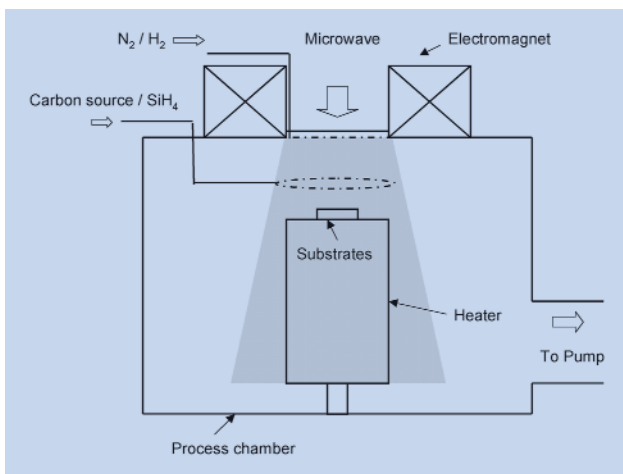 N₂ / H₂
Microwave
Electromagnet
Carbon source / SiH₄
Substrates
Heater
To Pump
Process chamber